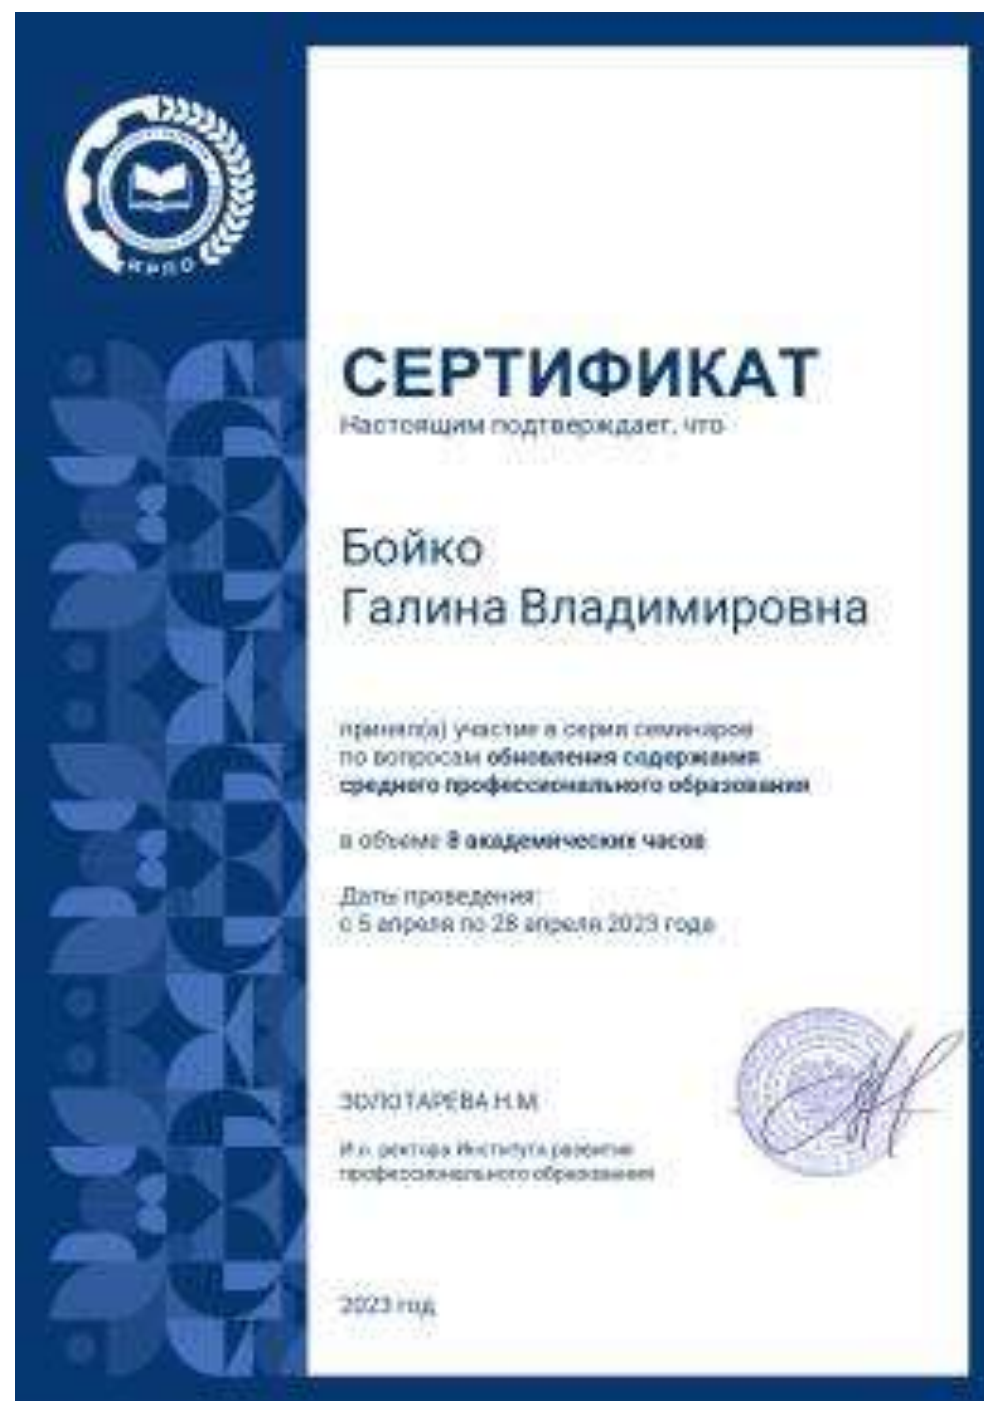 ИРПО
СЕРТИФИКАТ
Настоящим подтверждает, что
Бойко
Галина Владимировна
принял(а) участие в серии семинаров
по вопросам обновления содержания
среднего профессионального образования
в объеме 8 академических часов
Даты проведения:
с 5 апреля по 28 апреля 2023 года
ЗОЛОТАРЕВА Н.М.
И.о. ректора Института развития
профессионального образования
2023 год